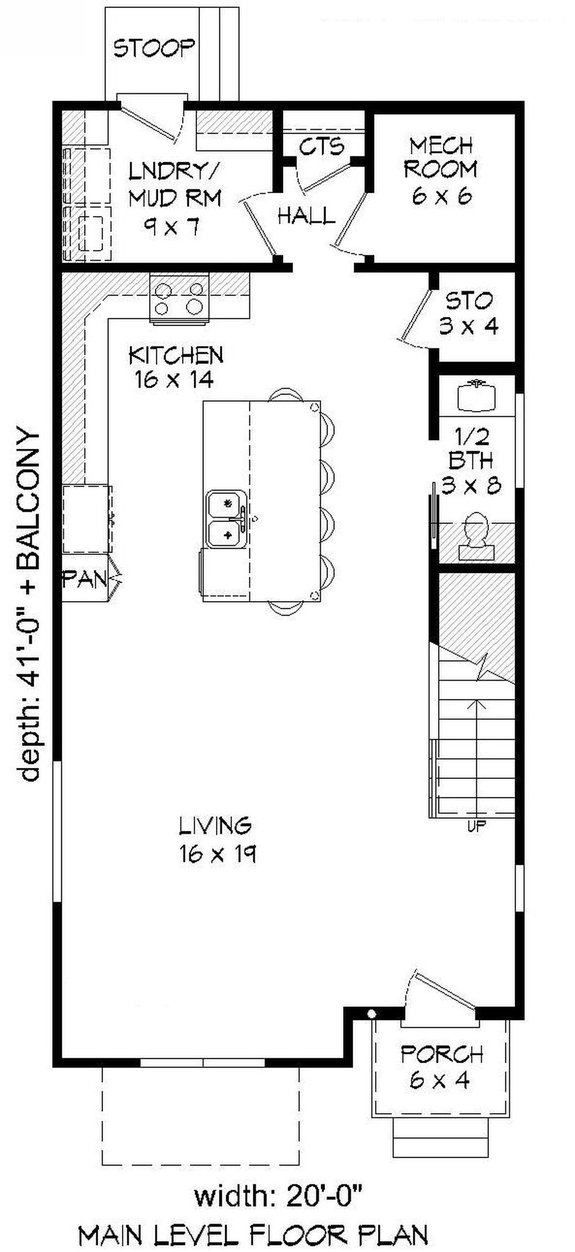 STOOP
LNDRY/
MUD RM
9 x 7
CTS
HALL
MECH
ROOM
6 x 6
STO
3 x 4
KITCHEN
16 x 14
1/2
BTH
3 x 8
PAN
depth: 41'-0" + BALCONY
LIVING
16 x 19
UP
PORCH
6 x 4
width: 20'-0"
MAIN LEVEL FLOOR PLAN